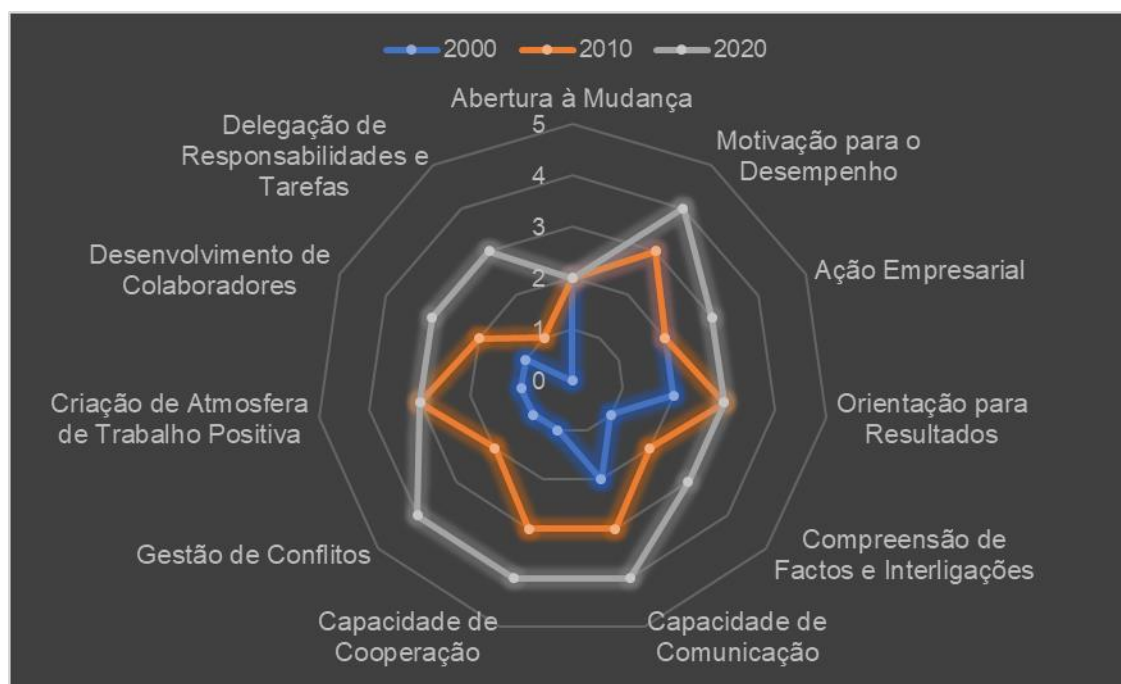 2000 2010 2020
Abertura à Mudança
Motivação para o
Desempenho
Ação Empresarial
Orientação para
Resultados
Compreensão de
Factos e Interligações
Capacidade de
Comunicação
Capacidade de
Cooperação
Gestão de Conflitos
Criação de Atmosfera
de Trabalho Positiva
Desenvolvimento de
Colaboradores
Delegação de
Responsabilidades e
Tarefas
5
4
3
2
1
0